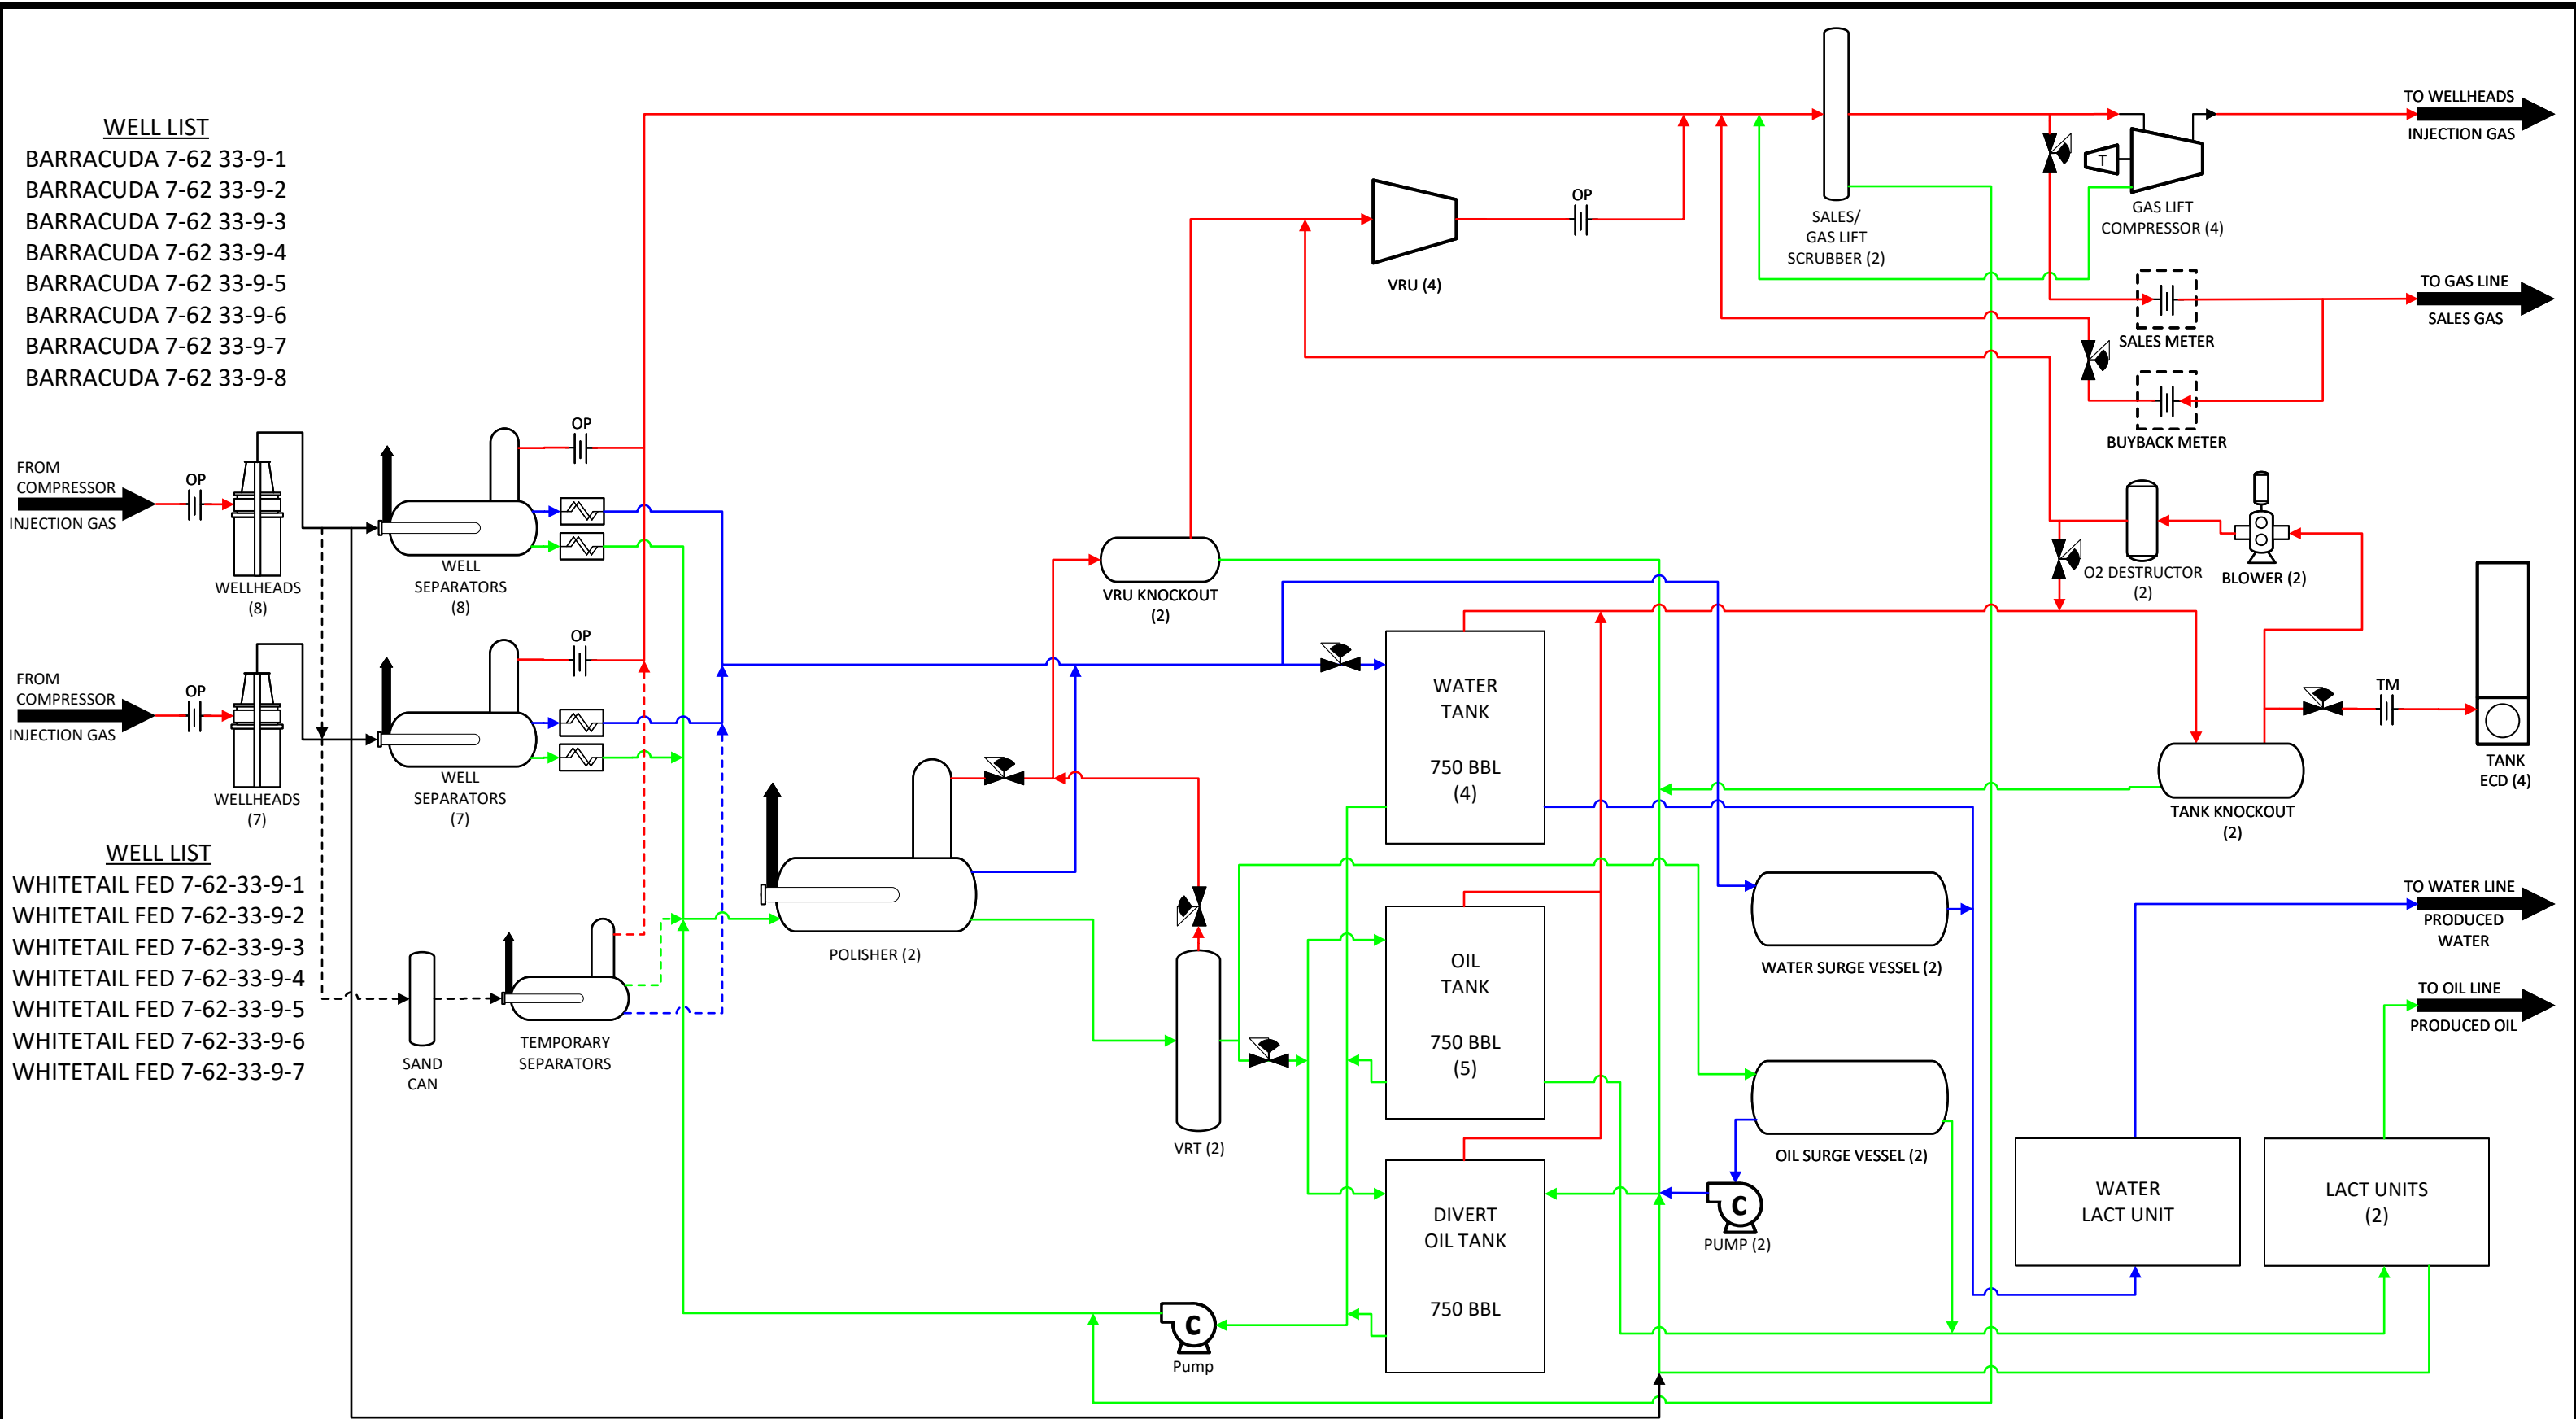 WELL LIST
BARRACUDA 7-62 33-9-1
BARRACUDA 7-62 33-9-2
BARRACUDA 7-62 33-9-3
BARRACUDA 7-62 33-9-4
BARRACUDA 7-62 33-9-5
BARRACUDA 7-62 33-9-6
BARRACUDA 7-62 33-9-7
BARRACUDA 7-62 33-9-8
FROM
COMPRESSOR
INJECTION GAS
OP
WELLHEADS
(8)
OP
WELL
SEPARATORS
(8)
FROM
COMPRESSOR
INJECTION GAS
OP
WELLHEADS
(7)
OP
WELL
SEPARATORS
(7)
WELL LIST
WHITETAIL FED 7-62-33-9-1
WHITETAIL FED 7-62-33-9-2
WHITETAIL FED 7-62-33-9-3
WHITETAIL FED 7-62-33-9-4
WHITETAIL FED 7-62-33-9-5
WHITETAIL FED 7-62-33-9-6
WHITETAIL FED 7-62-33-9-7
SAND
CAN
TEMPORARY
SEPARATORS
POLISHER (2)
VRU KNOCKOUT
(2)
VRU (4)
OP
SALES/
GAS LIFT
SCRUBBER (2)
T
GAS LIFT
COMPRESSOR (4)
TO WELLHEADS
INJECTION GAS
SALES METER
TO GAS LINE
SALES GAS
BUYBACK METER
O2 DESTRUCTOR
(2)
BLOWER (2)
TM
TANK
ECD (4)
TANK KNOCKOUT
(2)
WATER
TANK
750 BBL
(4)
OIL
TANK
750 BBL
(5)
DIVERT
OIL TANK
750 BBL
VRT (2)
C
Pump
WATER SURGE VESSEL (2)
OIL SURGE VESSEL (2)
C
PUMP (2)
TO WATER LINE
PRODUCED
WATER
TO OIL LINE
PRODUCED OIL
WATER
LACT UNIT
LACT UNITS
(2)